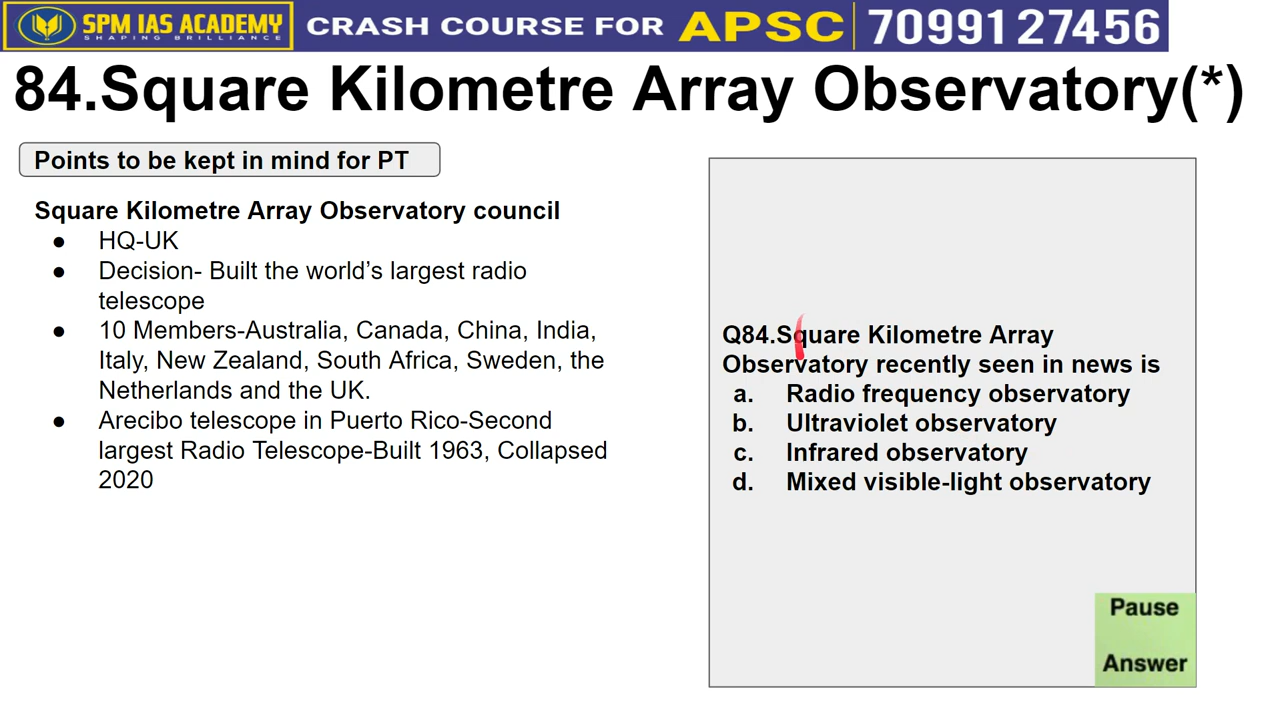 SPM IAS ACADEMY
SHAPING BRILLIANCE
CRASH COURSE FOR APSC 70991 27456
84.Square Kilometre Array Observatory(*)
Points to be kept in mind for PT
Square Kilometre Array Observatory council
● HQ-UK
● Decision- Built the world’s largest radio
telescope
● 10 Members-Australia, Canada, China, India,
Italy, New Zealand, South Africa, Sweden, the
Netherlands and the UK.
● Arecibo telescope in Puerto Rico-Second
largest Radio Telescope-Built 1963, Collapsed
2020
Q84.Square Kilometre Array
Observatory recently seen in news is
a. Radio frequency observatory
b. Ultraviolet observatory
c. Infrared observatory
d. Mixed visible-light observatory
Pause
Answer